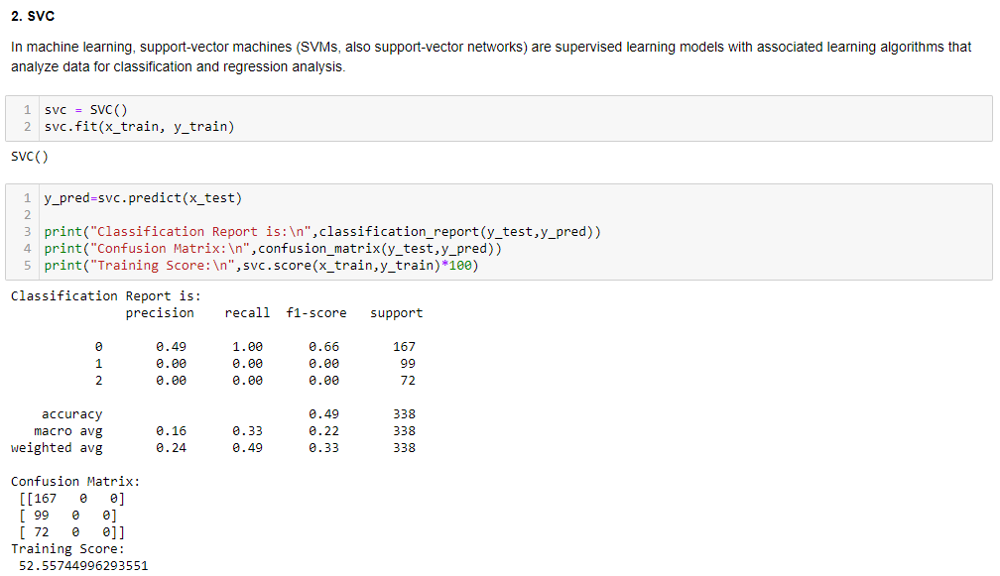 2. SVC
In machine learning, support-vector machines (SVMs, also support-vector networks) are supervised learning models with associated learning algorithms that
analyze data for classification and regression analysis.
1 svc = SVC()
2 svc.fit(x_train, y_train)
SVC()
1 y_pred=svc.predict(x_test)
2
3 print("Classification Report is:\n",classification_report(y_test,y_pred))
4 print("Confusion Matrix:\n",confusion_matrix(y_test,y_pred))
5 print("Training Score:\n",svc.score(x_train,y_train)*100)
Classification Report is:
               precision    recall  f1-score   support
           0       0.49      1.00      0.66       167
           1       0.00      0.00      0.00        99
           2       0.00      0.00      0.00        72
    accuracy                           0.49       338
   macro avg       0.16      0.33      0.22       338
weighted avg       0.24      0.49      0.33       338
Confusion Matrix:
 [[167   0   0]
 [ 99   0   0]
 [ 72   0   0]]
Training Score:
 52.55744996293551